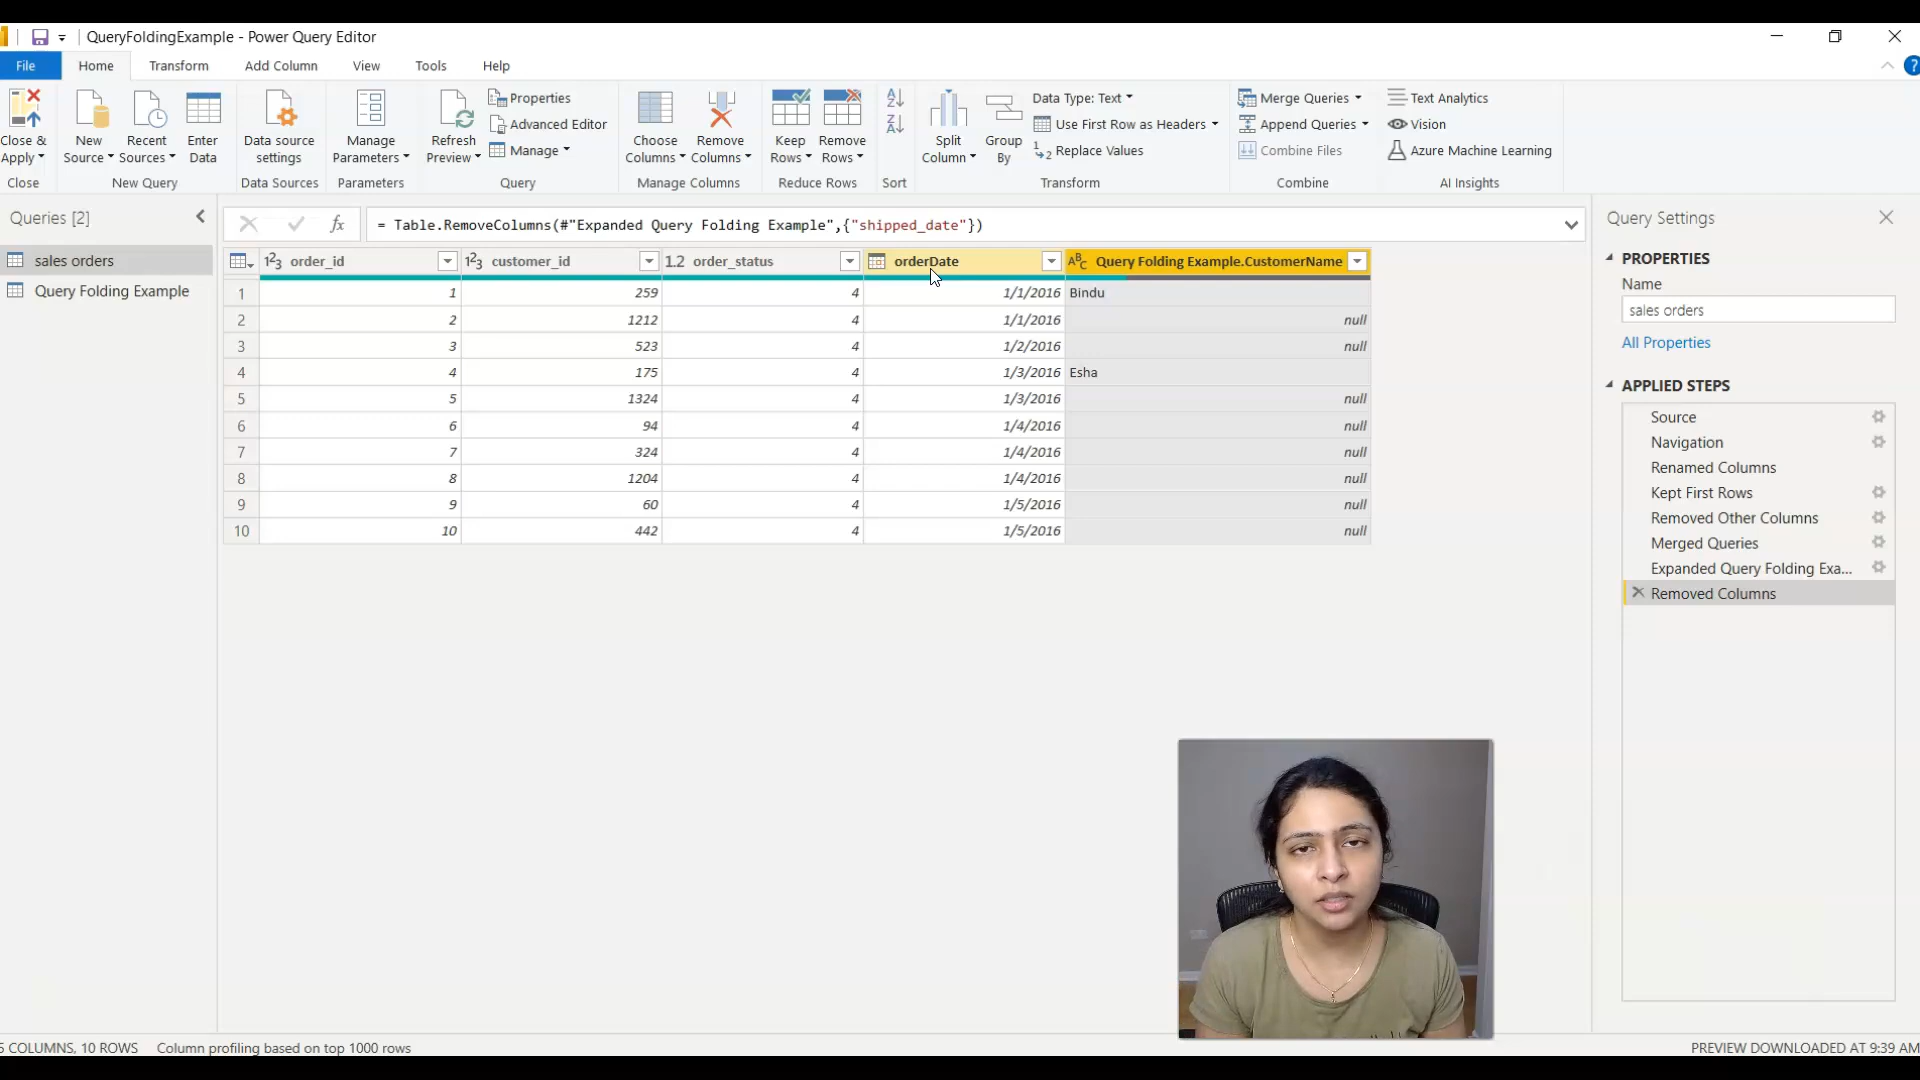 QueryFoldingExample - Power Query Editor
File Home Transform Add Column View Tools Help
Close & Apply
New Source
Recent Sources
Enter Data
Data source settings
Manage Parameters
Refresh Preview
Properties
Advanced Editor
Manage
Choose Columns
Remove Columns
Keep Rows
Remove Rows
Split Column
Group By
Data Type: Text
Use First Row as Headers
Replace Values
Merge Queries
Append Queries
Combine Files
Text Analytics
Vision
Azure Machine Learning
Close New Query Data Sources Parameters Query Manage Columns Reduce Rows Sort Transform Combine AI Insights
Queries [2]
sales orders
Query Folding Example
fx = Table.RemoveColumns(#"Expanded Query Folding Example",{"shipped_date"})
order_id customer_id 1.2 order_status orderDate Query Folding Example.CustomerName
1 1 259 4 1/1/2016 Bindu
2 2 1212 4 1/1/2016 null
3 3 523 4 1/2/2016 null
4 4 175 4 1/3/2016 Esha
5 5 1324 4 1/3/2016 null
6 6 94 4 1/4/2016 null
7 7 324 4 1/4/2016 null
8 8 1204 4 1/4/2016 null
9 9 60 4 1/5/2016 null
10 10 442 4 1/5/2016 null
Query Settings
PROPERTIES
Name
sales orders
All Properties
APPLIED STEPS
Source
Navigation
Renamed Columns
Kept First Rows
Removed Other Columns
Merged Queries
Expanded Query Folding Exa...
Removed Columns
5 COLUMNS, 10 ROWS Column profiling based on top 1000 rows
PREVIEW DOWNLOADED AT 9:39 AM